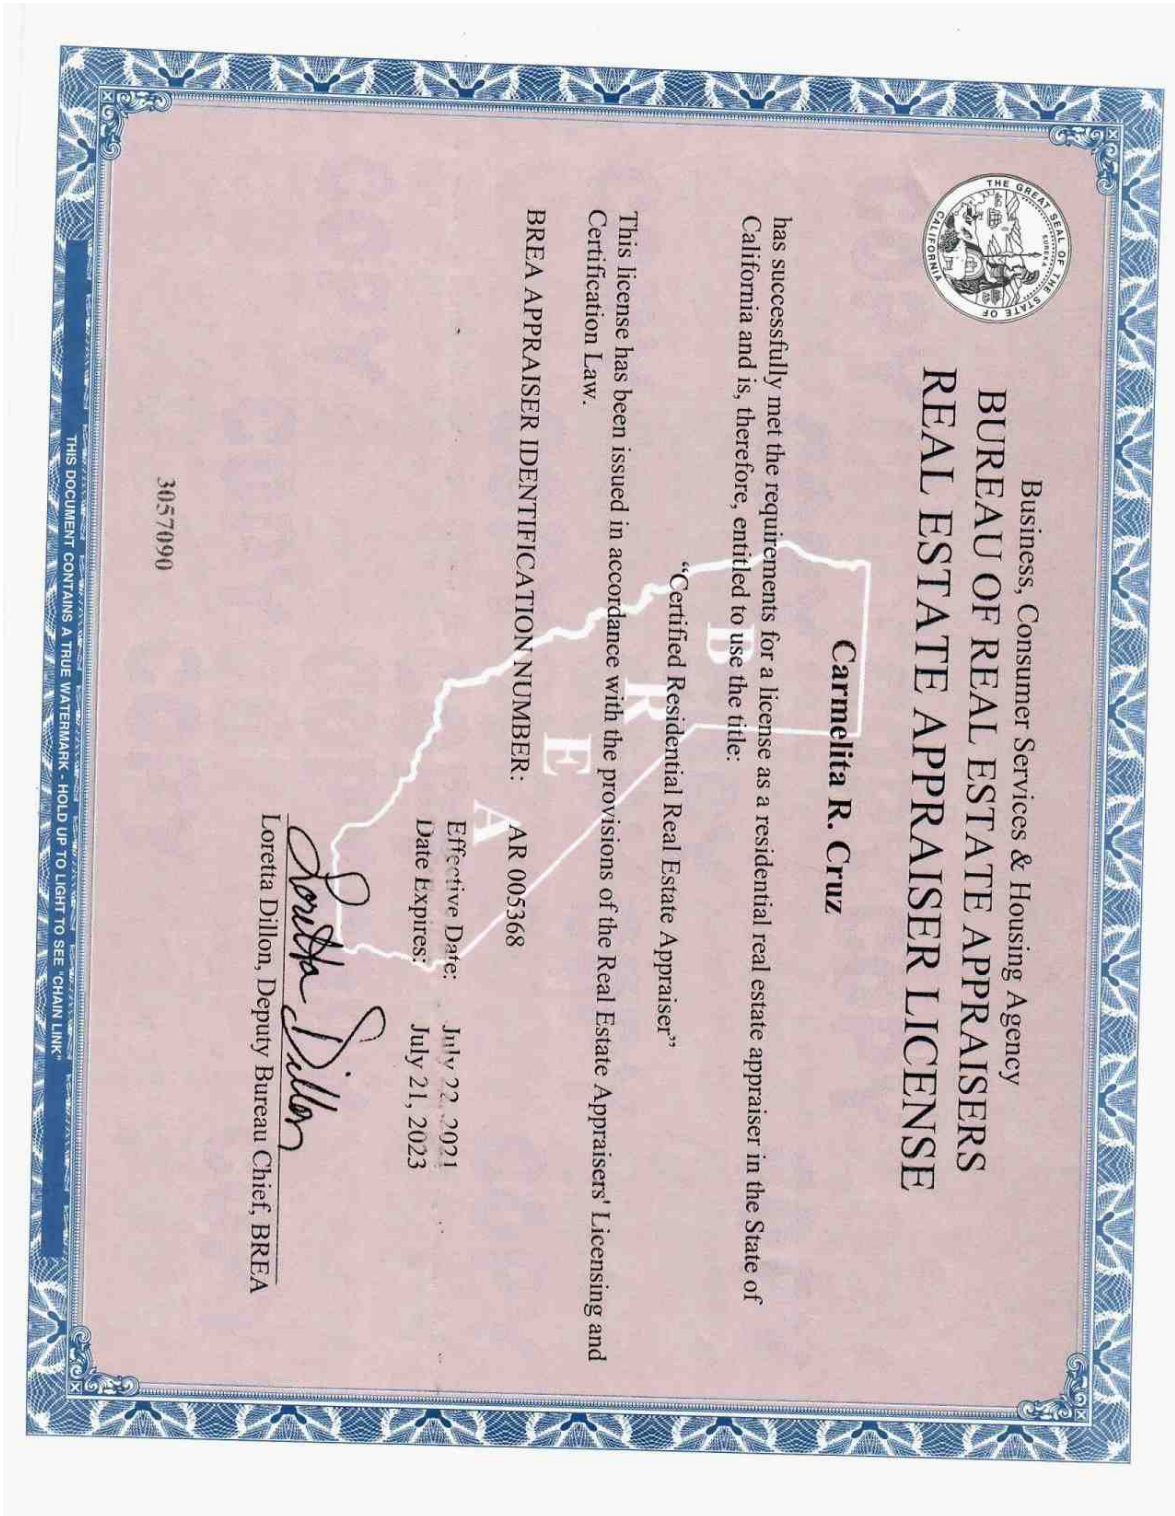 Business, Consumer Services & Housing Agency
BUREAU OF REAL ESTATE APPRAISERS
REAL ESTATE APPRAISER LICENSE
THE GREAT SEAL OF THE STATE OF CALIFORNIA
EUREKA
Carmelita R. Cruz
has successfully met the requirements for a license as a residential real estate appraiser in the State of
California and is, therefore, entitled to use the title:
“Certified Residential Real Estate Appraiser”
This license has been issued in accordance with the provisions of the Real Estate Appraisers' Licensing and
Certification Law.
B
R
E
A
BREA APPRAISER IDENTIFICATION NUMBER: AR 005368
Effective Date: July 22, 2021
Date Expires: July 21, 2023
Loretta Dillon
Loretta Dillon, Deputy Bureau Chief, BREA
3057090
THIS DOCUMENT CONTAINS A TRUE WATERMARK - HOLD UP TO LIGHT TO SEE "CHAIN LINK"